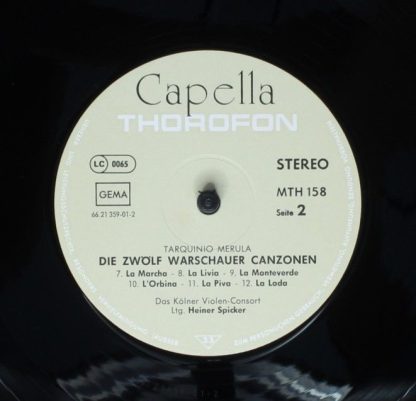 Capella
THOROFON
LC 0065
STEREO
GEMA
MTH 158
66.21 359-01-2
Seite 2
TARQUINIO MERULA
DIE ZWÖLF WARSCHAUER CANZONEN
7. La Marcha - 8. La Livia - 9. La Monteverde
10. L'Orbina - 11. La Piva - 12. La Loda
Das Kölner Violen-Consort
Ltg. Heiner Spicker
33